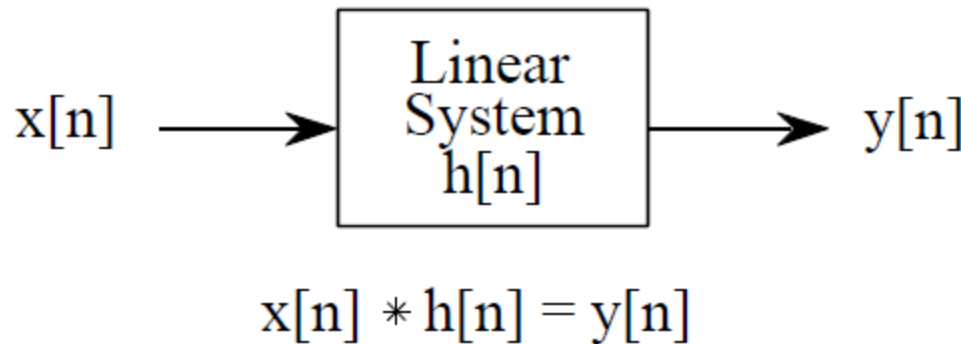 x[n]
Linear
System
h[n]
y[n]
x[n] * h[n] = y[n]